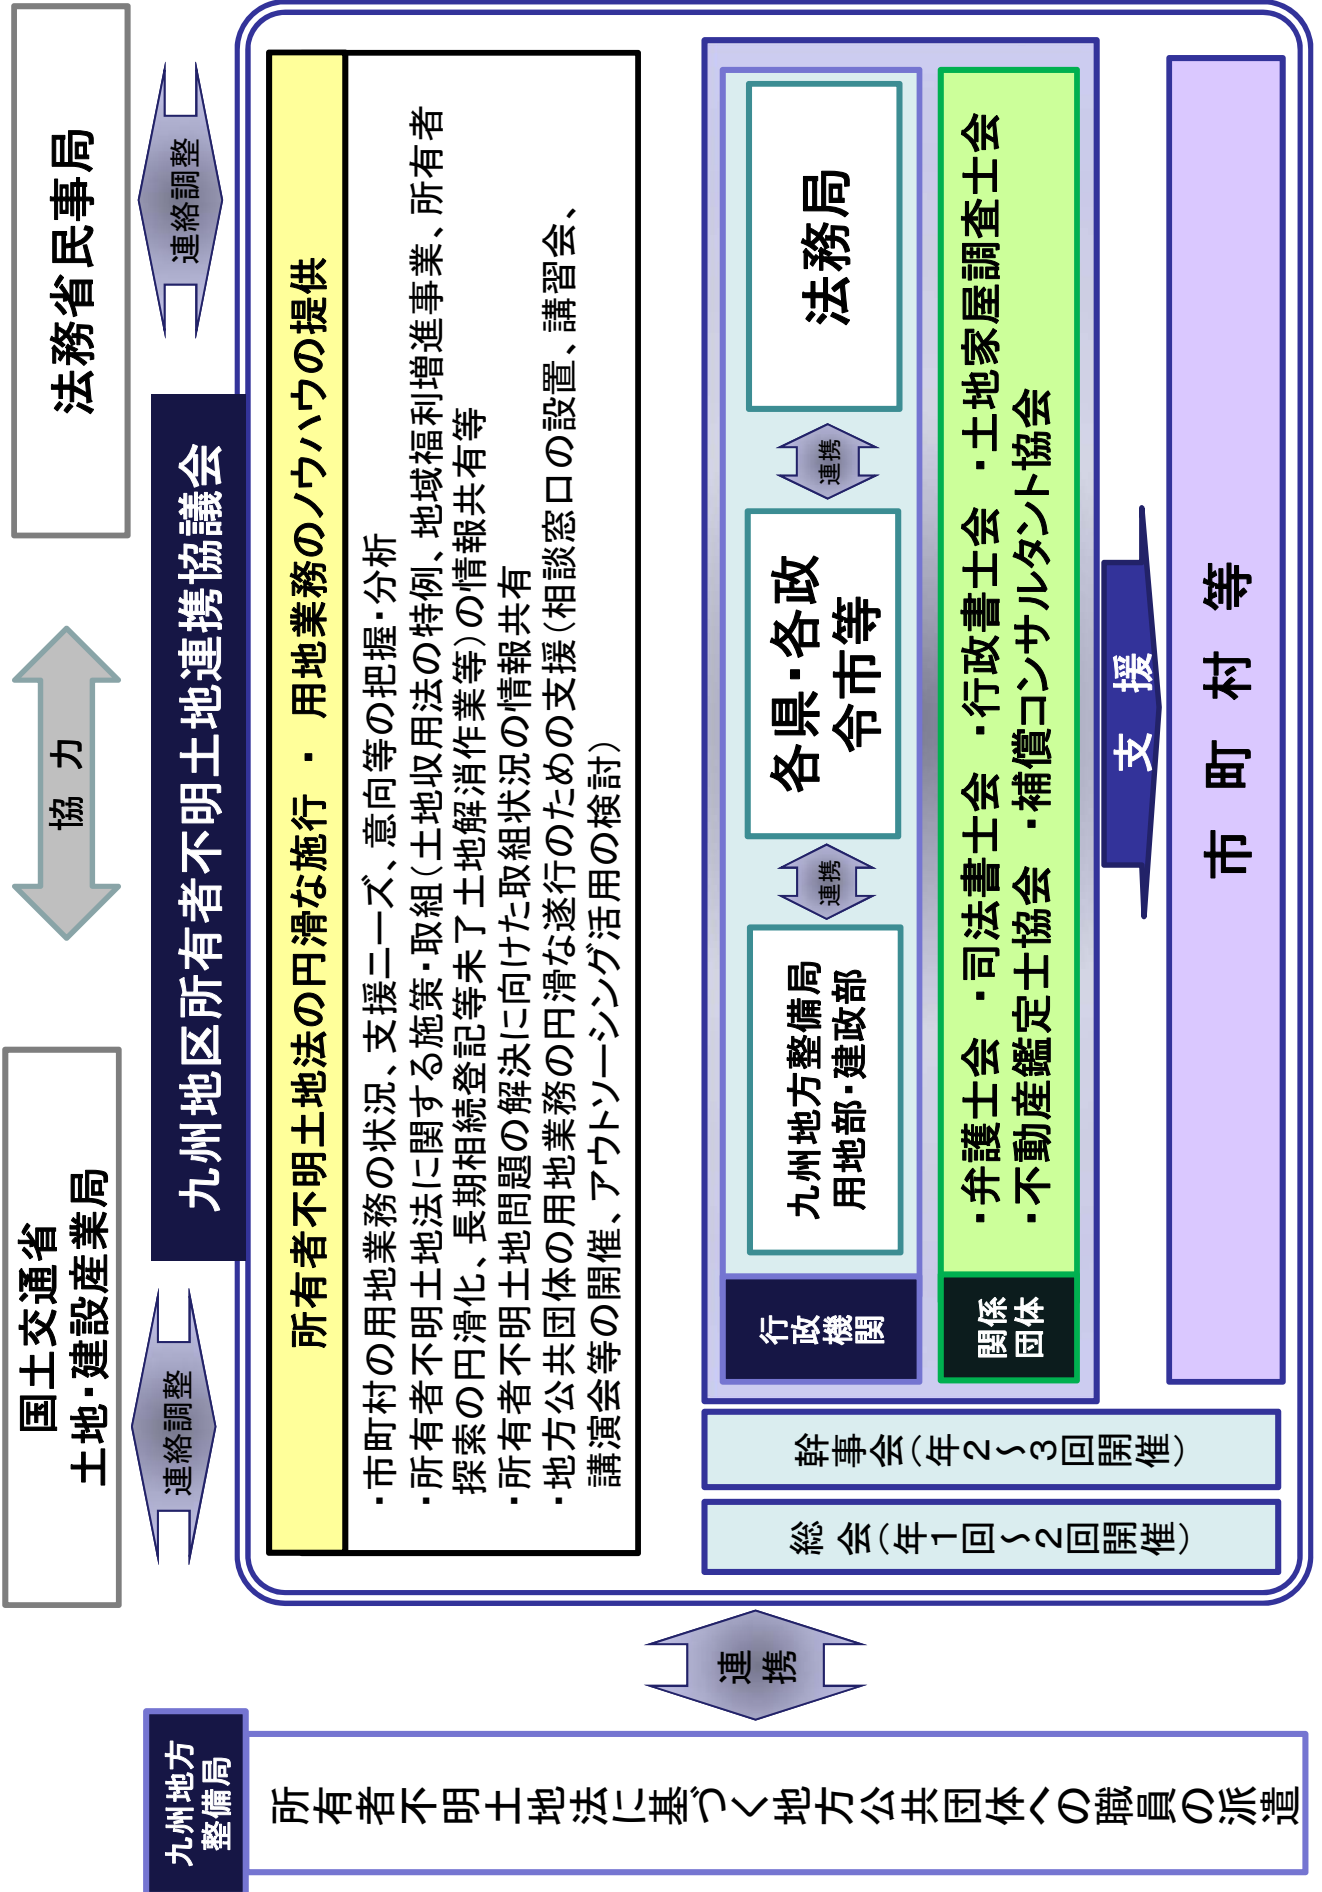 国土交通省
土地・建設産業局
協　力
法務省民事局
連絡調整
九州地区所有者不明土地連携協議会
連絡調整
所有者不明土地法の円滑な施行　・　用地業務のノウハウの提供
・市町村の用地業務の状況、支援ニーズ、意向等の把握・分析
・所有者不明土地法に関する施策・取組（土地収用法の特例、地域福利増進事業、所有者
探索の円滑化、長期相続登記等未了土地解消作業等）の情報共有等
・所有者不明土地問題の解決に向けた取組状況の情報共有
・地方公共団体の用地業務の円滑な遂行のための支援（相談窓口の設置、講習会、
講演会等の開催、アウトソーシング活用の検討）
九州地方
整備局
所有者不明土地法に基づく地方公共団体への職員の派遣
連
携
総　会（年１回～２回開催）
幹事会（年２～３回開催）
行政機関
九州地方整備局
用地部・建政部
連携
各県・各政
令市等
連携
法務局
関係
団体
・弁護士会　・司法書士会　・行政書士会　・土地家屋調査士会
・不動産鑑定士協会　・補償コンサルタント協会
支　援
市　町　村　等